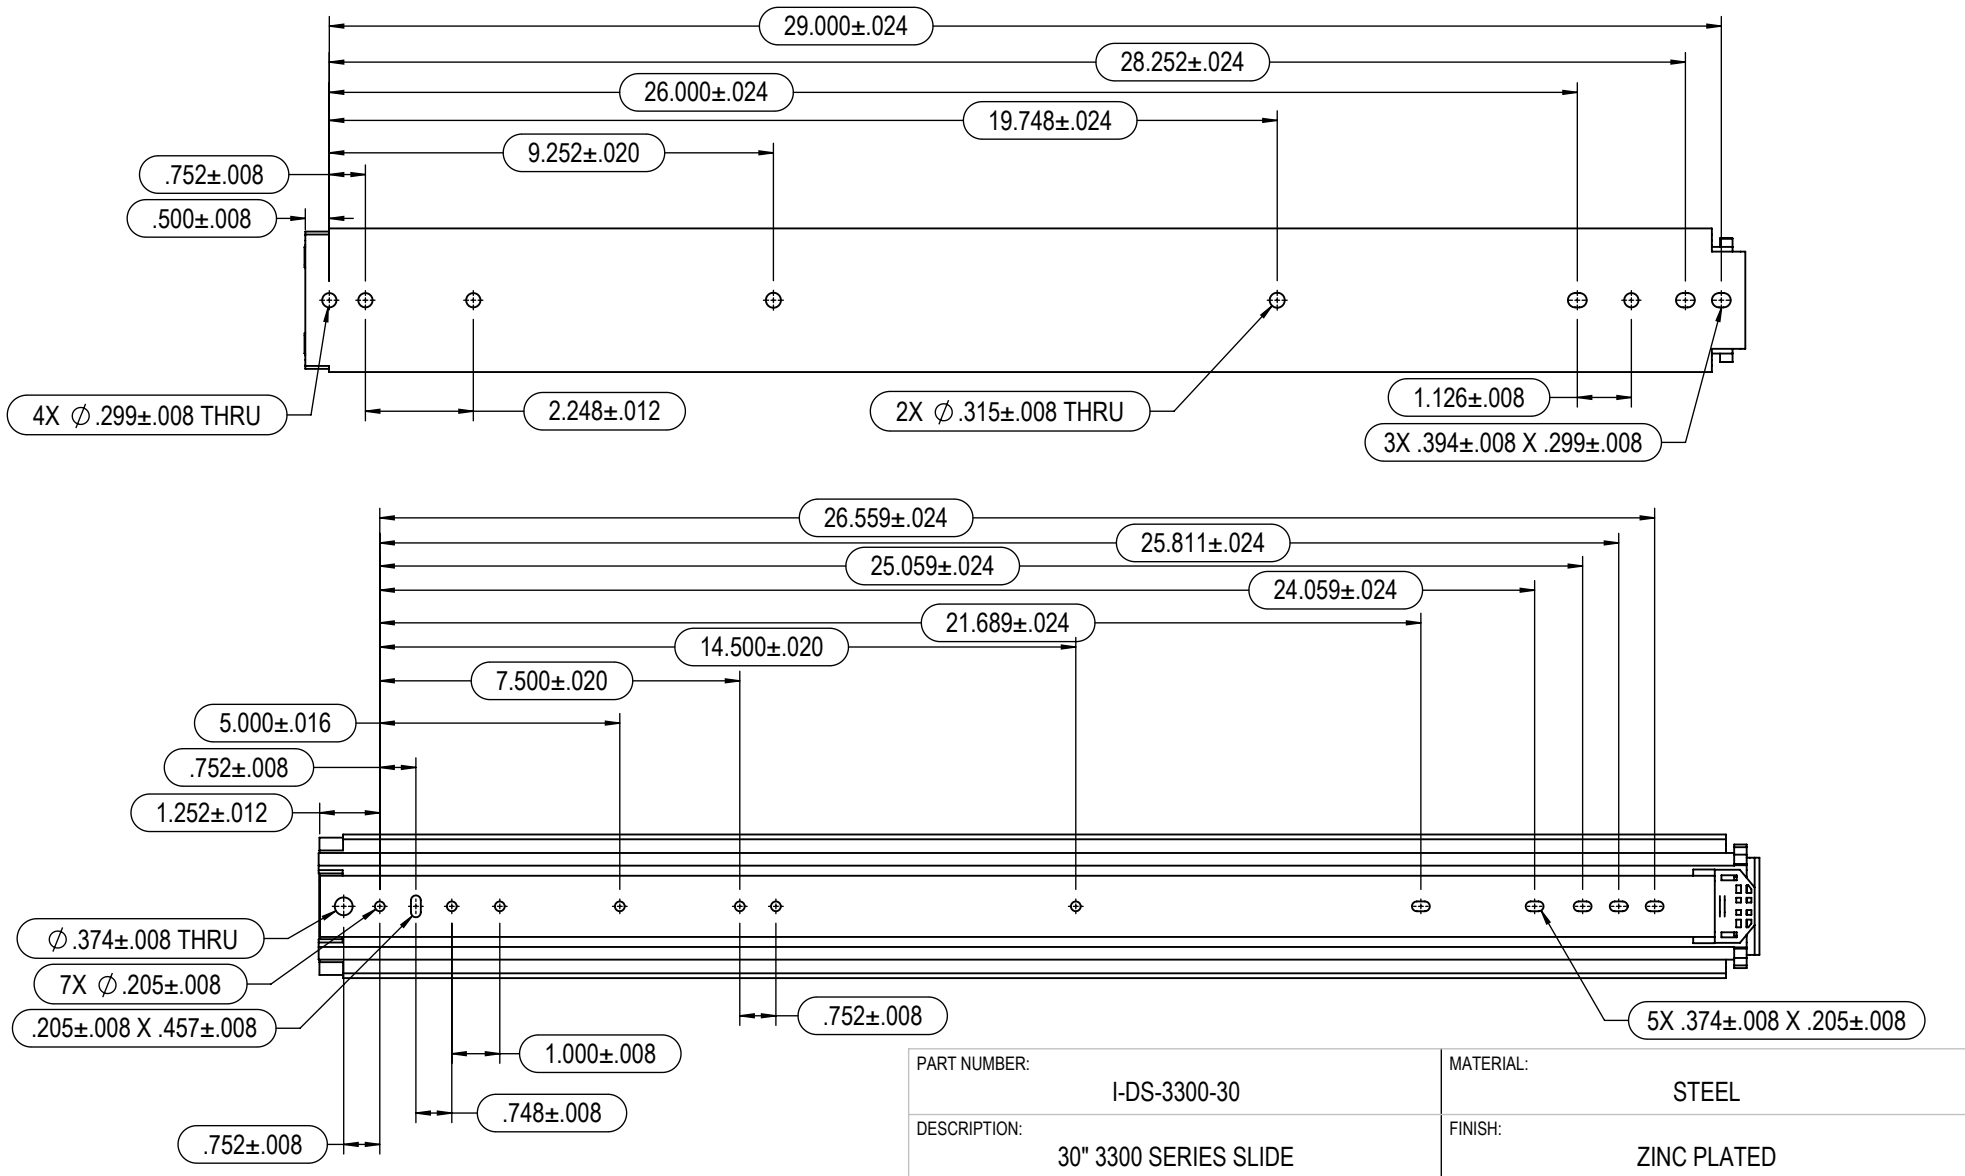 29.000±.024
28.252±.024
26.000±.024
19.748±.024
9.252±.020
.752±.008
.500±.008
4X ∅ .299±.008 THRU
2.248±.012
2X ∅ .315±.008 THRU
1.126±.008
3X .394±.008 X .299±.008
26.559±.024
25.811±.024
25.059±.024
24.059±.024
21.689±.024
14.500±.020
7.500±.020
5.000±.016
.752±.008
1.252±.012
∅ .374±.008 THRU
7X ∅ .205±.008
.205±.008 X .457±.008
.752±.008
5X .374±.008 X .205±.008
1.000±.008
.748±.008
.752±.008
PART NUMBER:
I-DS-3300-30
MATERIAL:
STEEL
DESCRIPTION:
30" 3300 SERIES SLIDE
FINISH:
ZINC PLATED